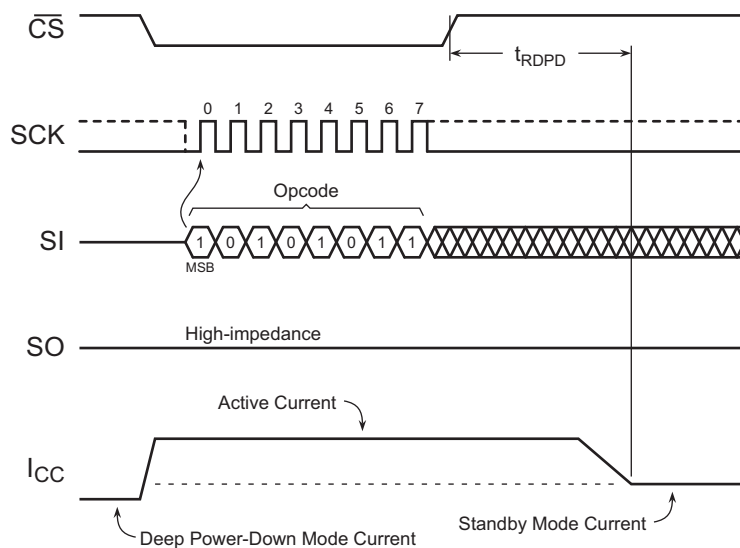 CS
tRDPD
0 1 2 3 4 5 6 7
SCK
Opcode
SI
1 0 1 0 1 0 1 1
MSB
High-impedance
SO
Active Current
ICC
Standby Mode Current
Deep Power-Down Mode Current